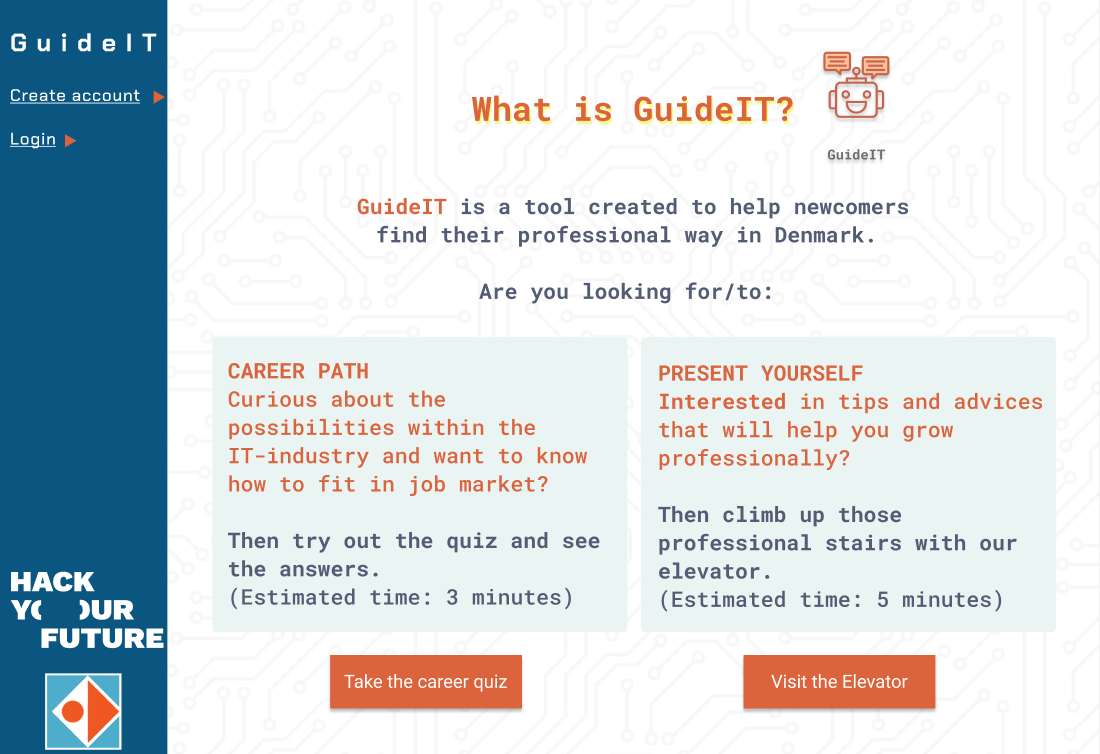 GuideIT
Create account
Login
HACK
YOUR
FUTURE
What is GuideIT?
GuideIT
GuideIT is a tool created to help newcomers
find their professional way in Denmark.
Are you looking for/to:
CAREER PATH
Curious about the
possibilities within the
IT-industry and want to know
how to fit in job market?
Then try out the quiz and see
the answers.
(Estimated time: 3 minutes)
Take the career quiz
PRESENT YOURSELF
Interested in tips and advices
that will help you grow
professionally?
Then climb up those
professional stairs with our
elevator.
(Estimated time: 5 minutes)
Visit the Elevator